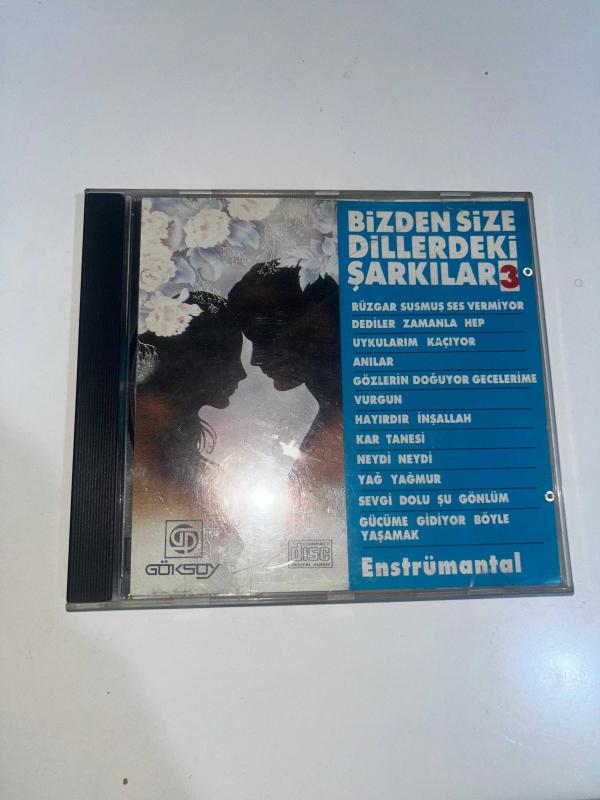 BİZDEN SİZE
DİLLERDEKİ
ŞARKILAR 3
RÜZGAR SUSMUŞ SES VERMİYOR
DEDİLER ZAMANLA HEP
UYKULARIM KAÇIYOR
ANILAR
GÖZLERİN DOĞUYOR GECELERİME
VURGUN
HAYIRDIR İNŞALLAH
KAR TANESİ
NEYDİ NEYDİ
YAĞ YAĞMUR
SEVGİ DOLU ŞU GÖNLÜM
GÜCÜME GİDİYOR BÖYLE
YAŞAMAK
Enstrümantal
GÖKSOY
COMPACT
disc
DIGITAL AUDIO